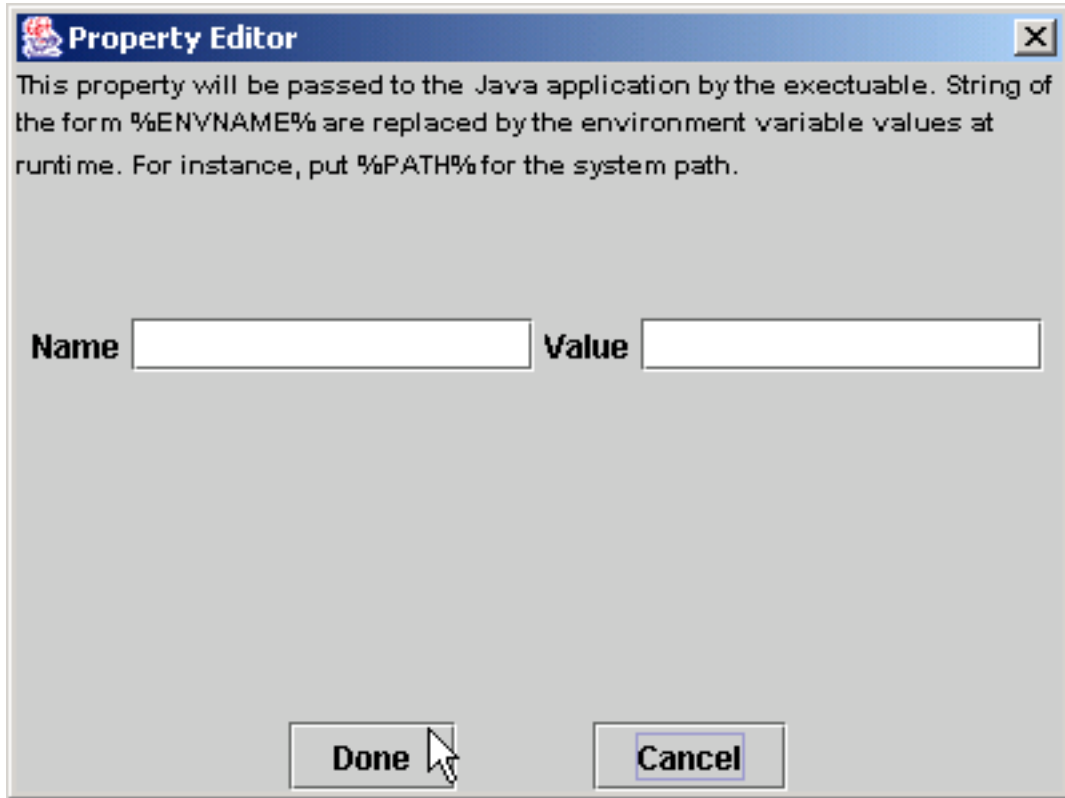 Property Editor
This property will be passed to the Java application by the exectuable. String of
the form %ENVNAME% are replaced by the environment variable values at
runtime. For instance, put %PATH% for the system path.
Name Value
Done Cancel